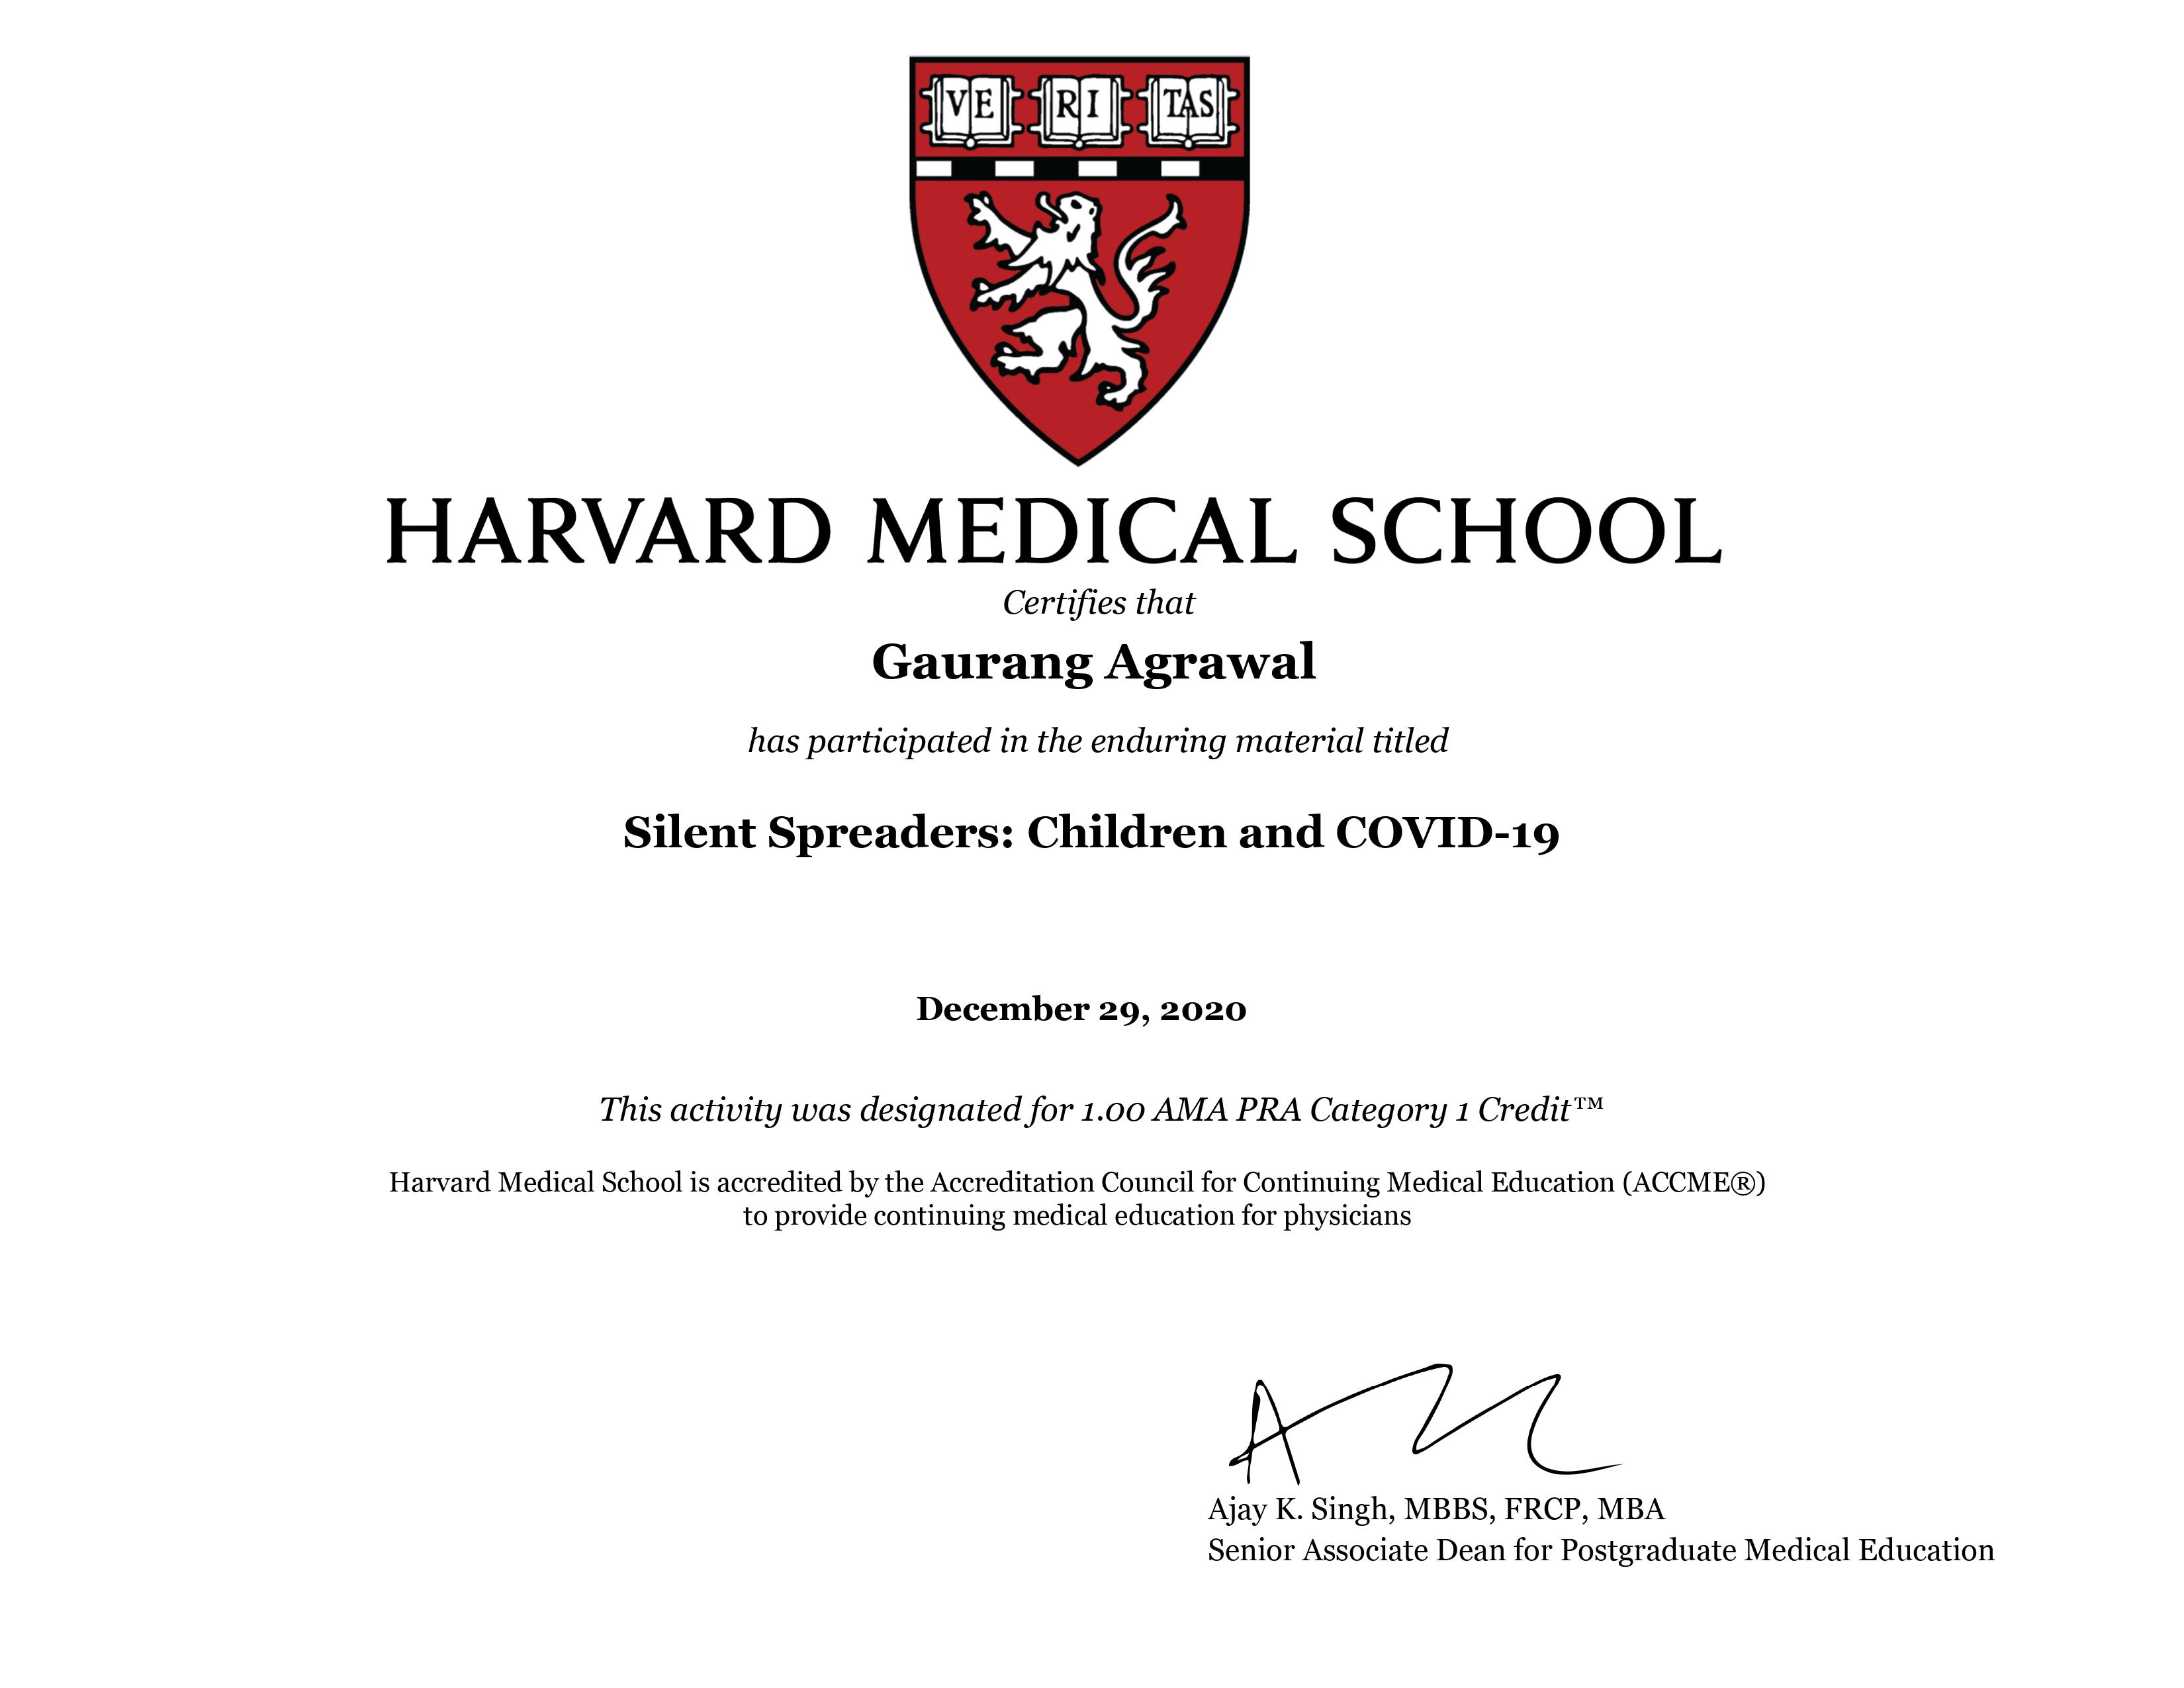 VE RI TAS
HARVARD MEDICAL SCHOOL
Certifies that
Gaurang Agrawal
has participated in the enduring material titled
Silent Spreaders: Children and COVID-19
December 29, 2020
This activity was designated for 1.00 AMA PRA Category 1 Credit™
Harvard Medical School is accredited by the Accreditation Council for Continuing Medical Education (ACCME®)
to provide continuing medical education for physicians
Ajay K. Singh, MBBS, FRCP, MBA
Senior Associate Dean for Postgraduate Medical Education